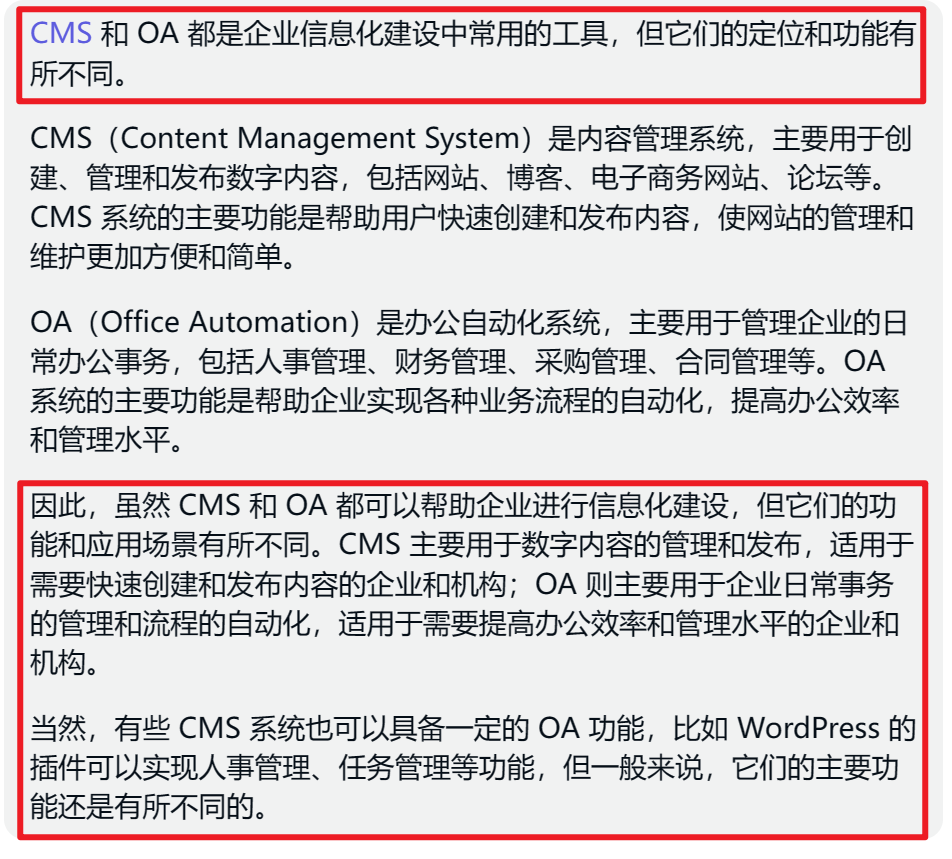 CMS 和 OA 都是企业信息化建设中常用的工具，但它们的定位和功能有
所不同。
CMS（Content Management System）是内容管理系统，主要用于创
建、管理和发布数字内容，包括网站、博客、电子商务网站、论坛等。
CMS 系统的主要功能是帮助用户快速创建和发布内容，使网站的管理和
维护更加方便和简单。
OA（Office Automation）是办公自动化系统，主要用于管理企业的日
常办公事务，包括人事管理、财务管理、采购管理、合同管理等。OA
系统的主要功能是帮助企业实现各种业务流程的自动化，提高办公效率
和管理水平。
因此，虽然 CMS 和 OA 都可以帮助企业进行信息化建设，但它们的功
能和应用场景有所不同。CMS 主要用于数字内容的管理和发布，适用于
需要快速创建和发布内容的企业和机构；OA 则主要用于企业日常事务
的管理和流程的自动化，适用于需要提高办公效率和管理水平的企业和
机构。
当然，有些 CMS 系统也可以具备一定的 OA 功能，比如 WordPress 的
插件可以实现人事管理、任务管理等功能，但一般来说，它们的主要功
能还是有所不同的。